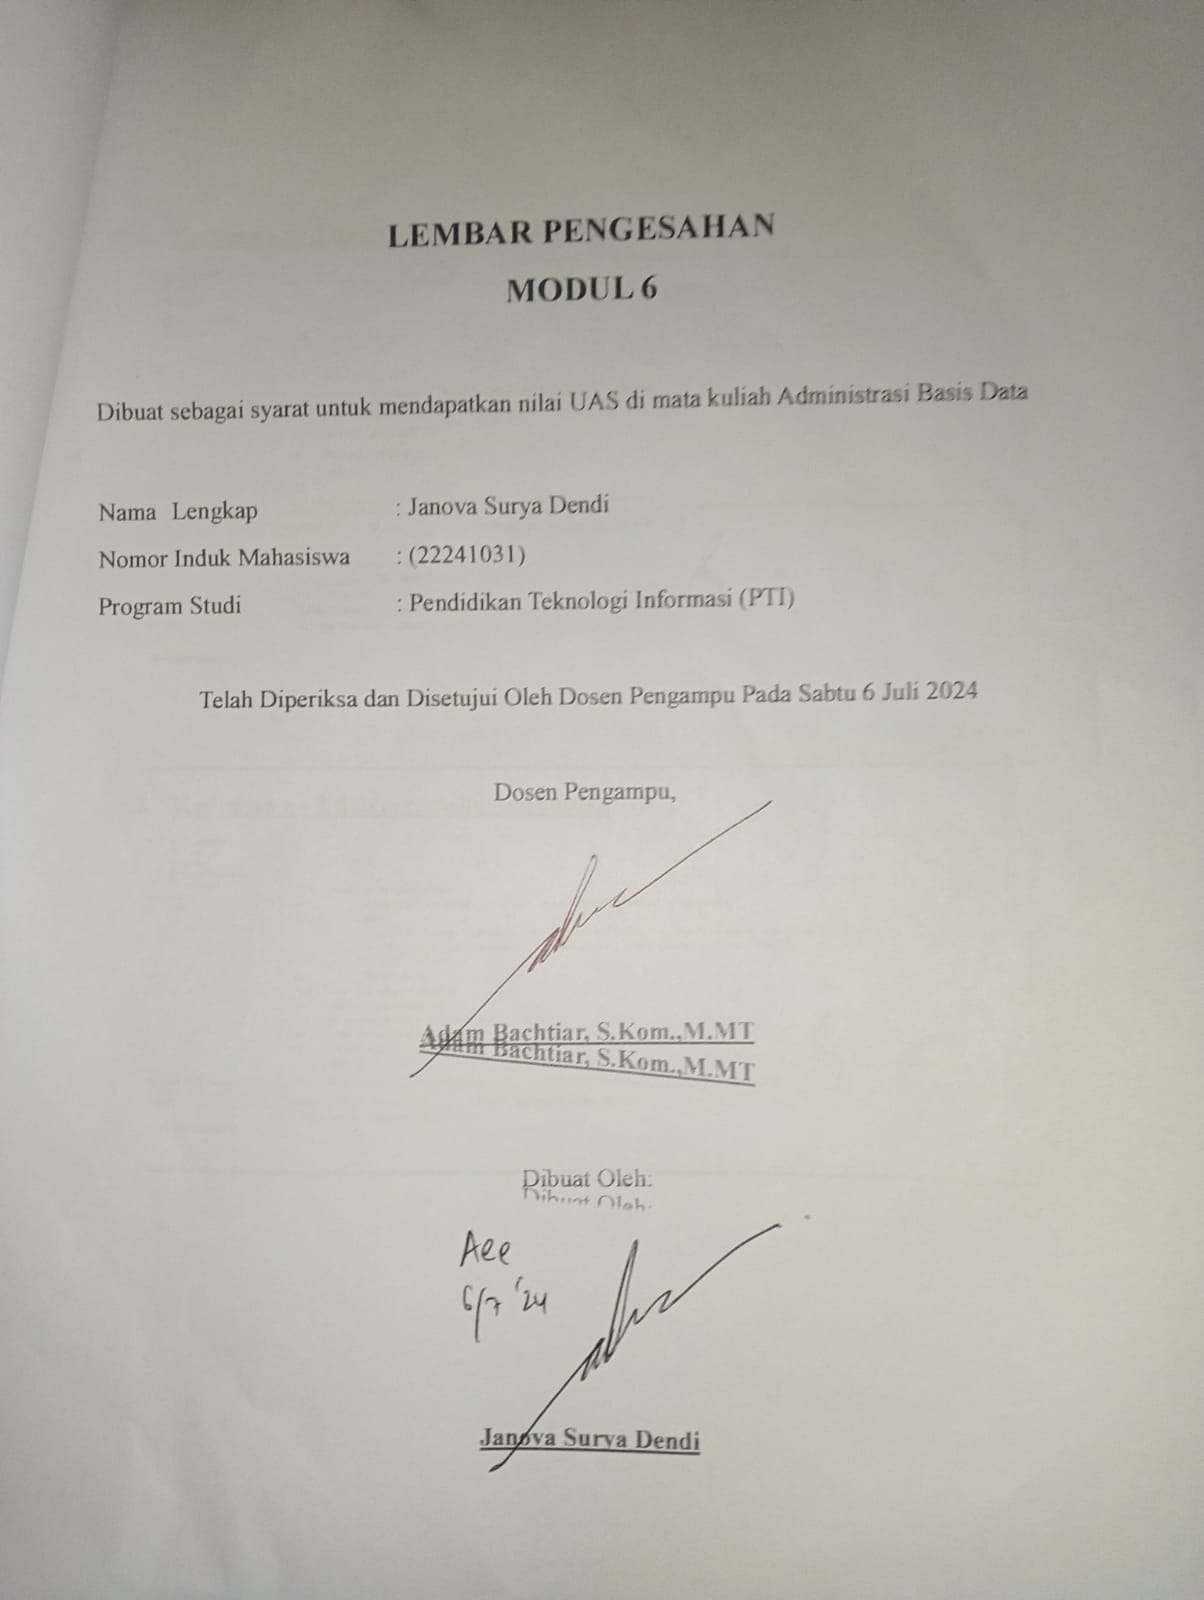 LEMBAR PENGESAHAN
MODUL 6
Dibuat sebagai syarat untuk mendapatkan nilai UAS di mata kuliah Administrasi Basis Data
Nama Lengkap : Janova Surya Dendi
Nomor Induk Mahasiswa : (22241031)
Program Studi : Pendidikan Teknologi Informasi (PTI)
Telah Diperiksa dan Disetujui Oleh Dosen Pengampu Pada Sabtu 6 Juli 2024
Dosen Pengampu,
Adam Bachtiar, S.Kom.,M.MT
Adam Bachtiar, S.Kom.,M.MT
Dibuat Oleh:
Dibuat Oleh:
Acc
6/7 '24
Janova Surya Dendi